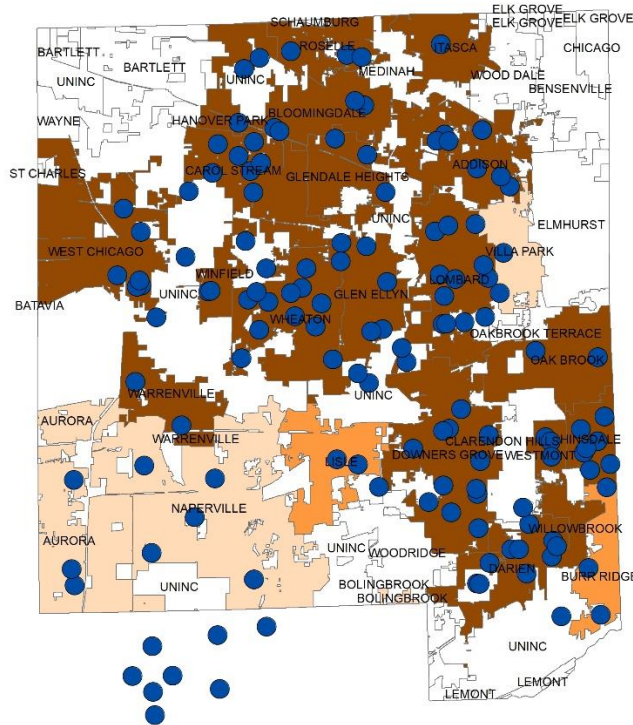 ELK GROVE
SCHAUMBURG
ELK GROVE
ELK GROVE
BARTLETT
ROSELLE
ITASCA
CHICAGO
BARTLETT
MEDINAH
UNINC
UNINC
WOOD DALE
BENSENVILLE
WAYNE
HANOVER PARK
BLOOMINGDALE
ADDISON
ST CHARLES
CAROL STREAM
GLENDALE HEIGHTS
UNINC
ELMHURST
WEST CHICAGO
VILLA PARK
WINFIELD
LOMBARD
BATAVIA
UNINC
GLEN ELLYN
WHEATON
OAKBROOK TERRACE
OAK BROOK
WARRENVILLE
UNINC
AURORA
WARRENVILLE
CLARENDON HILLS
HINSDALE
LISLE
DOWNERS GROVE
WESTMONT
NAPERVILLE
WILLOWBROOK
AURORA
UNINC
WOODRIDGE
DARIEN
BURR RIDGE
UNINC
BOLINGBROOK
BOLINGBROOK
UNINC
LEMONT
LEMONT